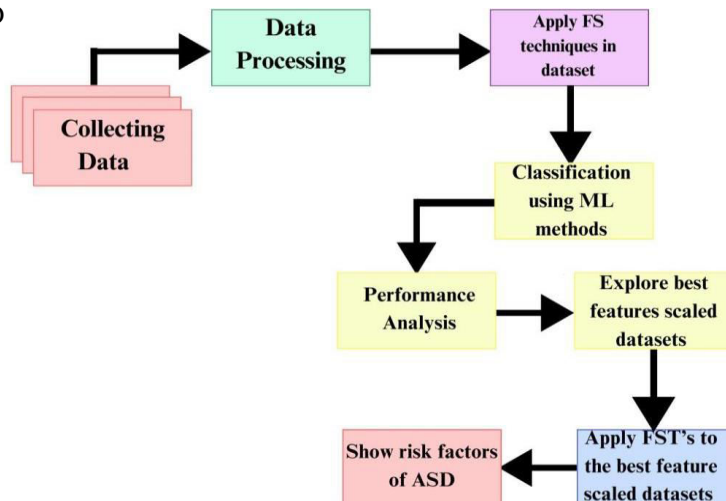 Collecting
Data
Data
Processing
Apply FS
techniques in
dataset
Classification
using ML
methods
Performance
Analysis
Explore best
features scaled
datasets
Apply FST's to
the best feature
scaled datasets
Show risk factors
of ASD